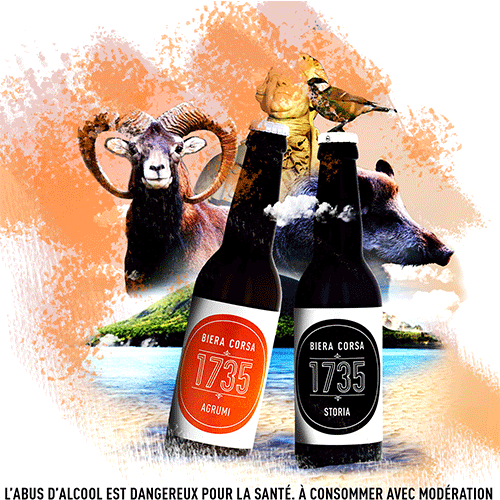 BIERA CORSA
1735
AGRUMI
BIERA CORSA
1735
STORIA
L'ABUS D'ALCOOL EST DANGEREUX POUR LA SANTÉ. À CONSOMMER AVEC MODÉRATION